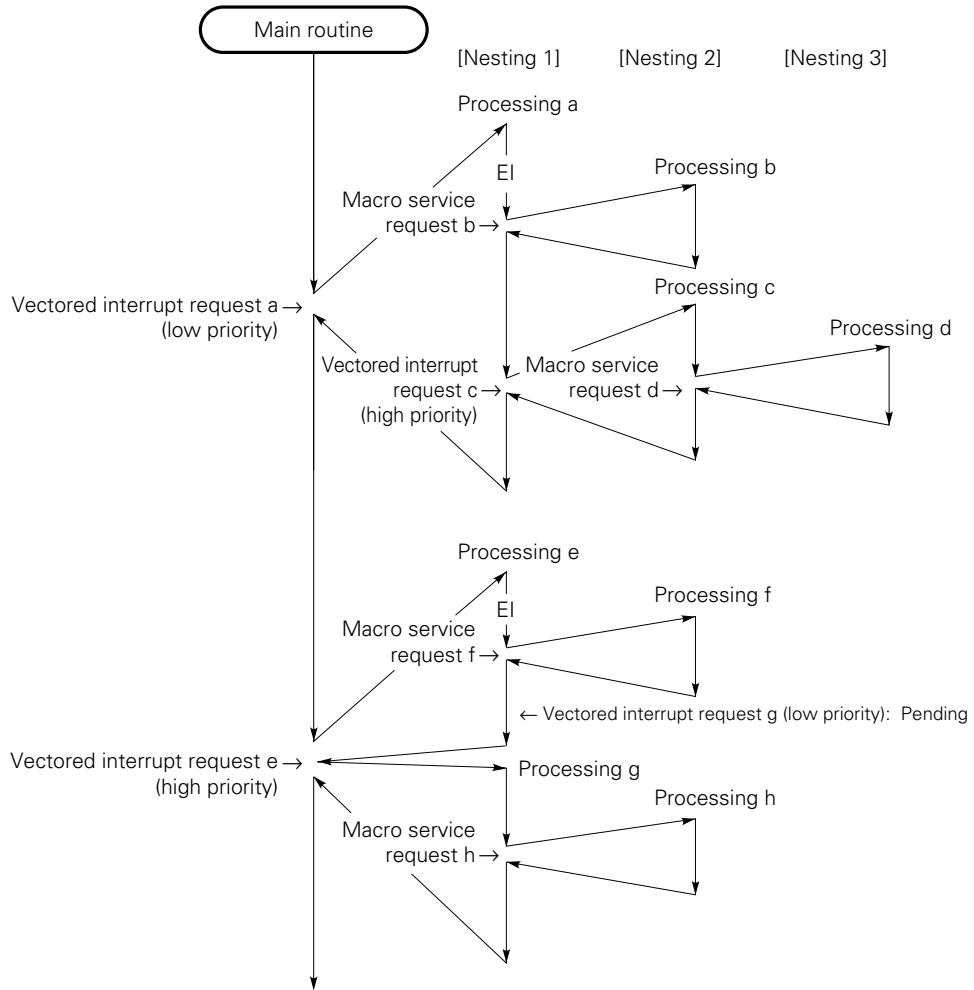 Main routine
[Nesting 1] [Nesting 2] [Nesting 3]
Processing a
EI
Processing b
Macro service
request b→
Vectored interrupt request a→
(low priority)
Processing c
Processing d
Vectored interrupt
request c→
(high priority)
Macro service
request d→
Processing e
EI
Processing f
Macro service
request f→
← Vectored interrupt request g (low priority): Pending
Vectored interrupt request e→
(high priority)
Processing g
Processing h
Macro service
request h→